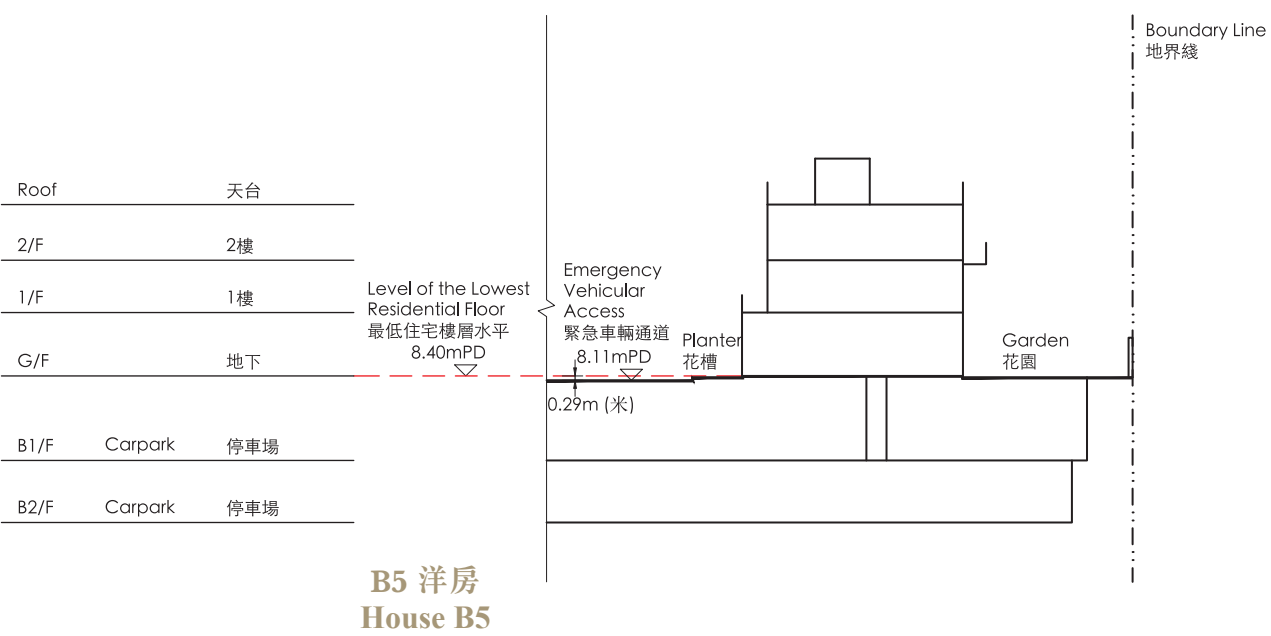 Boundary Line
地界綫
Roof 天台
2/F 2樓
1/F 1樓
G/F 地下
B1/F Carpark 停車場
B2/F Carpark 停車場
Level of the Lowest
Residential Floor
最低住宅樓層水平
8.40mPD
Emergency
Vehicular
Access
緊急車輛通道
8.11mPD
0.29m (米)
Planter
花槽
Garden
花園
B5 洋房
House B5